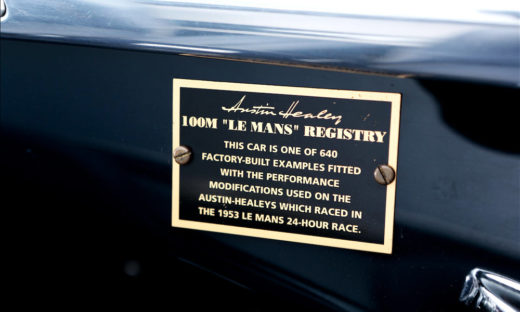 Austin Healey
100M "LE MANS" REGISTRY
THIS CAR IS ONE OF 640
FACTORY-BUILT EXAMPLES FITTED
WITH THE PERFORMANCE
MODIFICATIONS USED ON THE
AUSTIN-HEALEYS WHICH RACED IN
THE 1953 LE MANS 24-HOUR RACE.